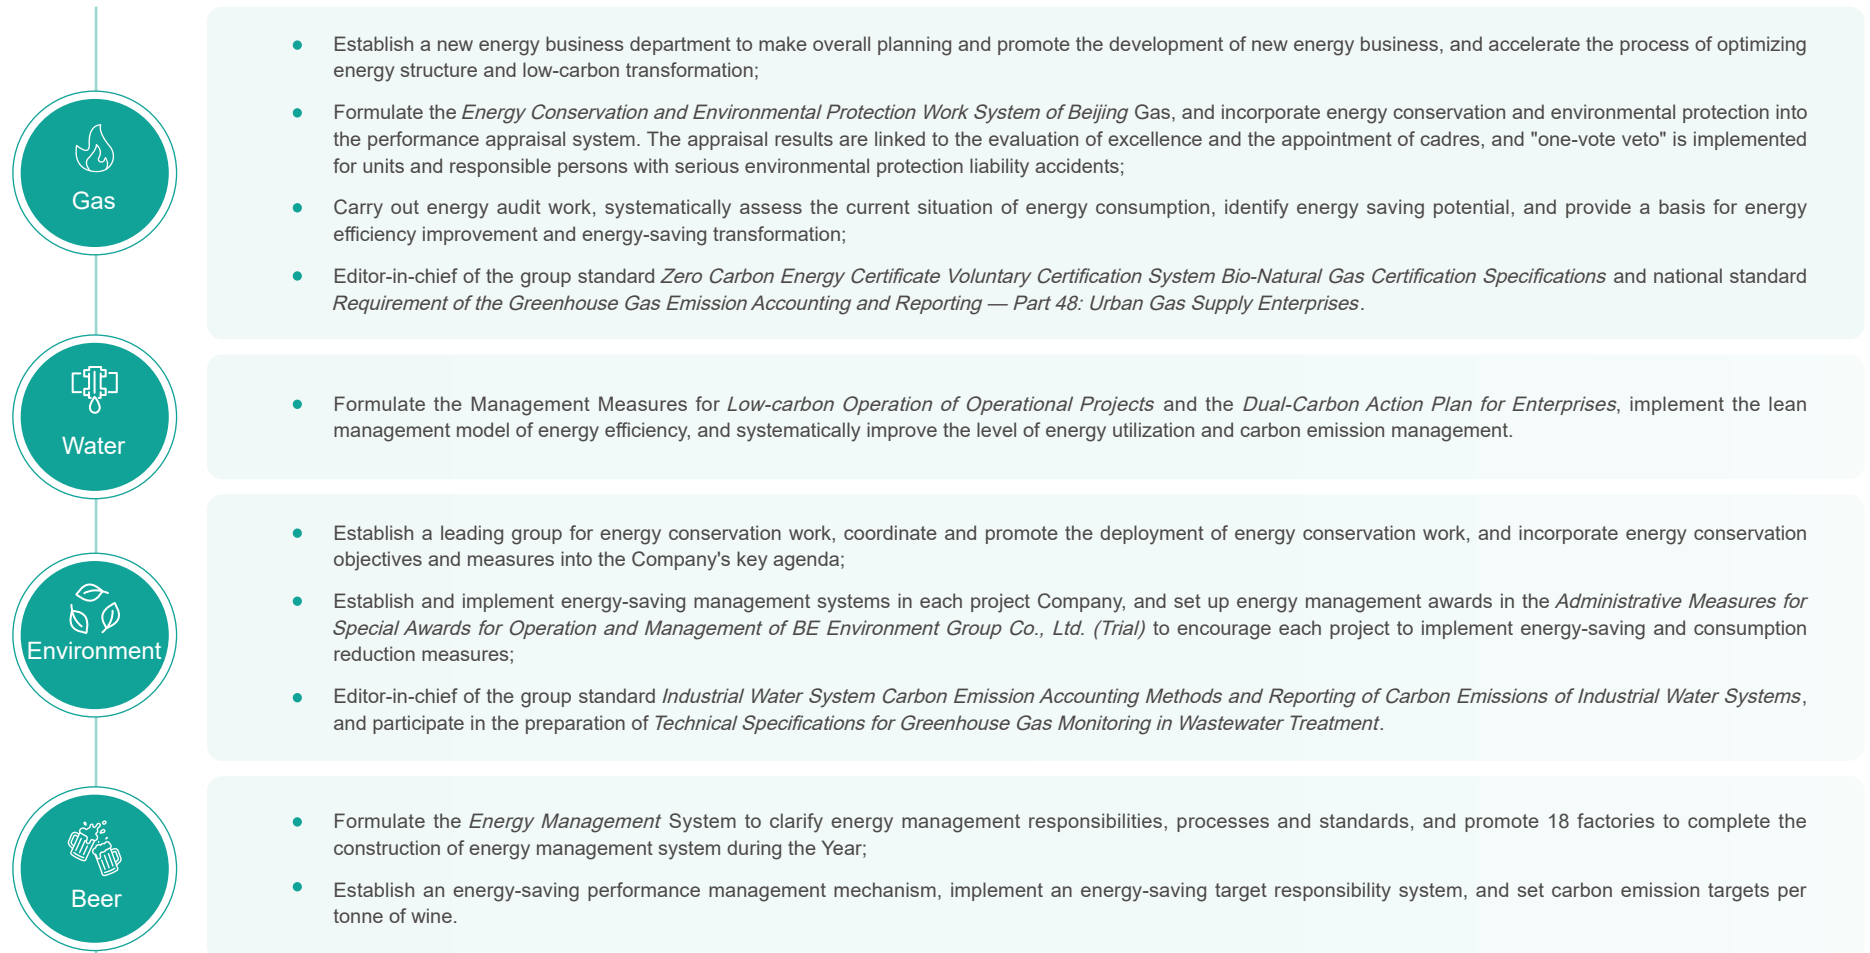 Establish a new energy business department to make overall planning and promote the development of new energy business, and accelerate the process of optimizing
energy structure and low-carbon transformation;
Formulate the Energy Conservation and Environmental Protection Work System of Beijing Gas, and incorporate energy conservation and environmental protection into
the performance appraisal system. The appraisal results are linked to the evaluation of excellence and the appointment of cadres, and "one-vote veto" is implemented
for units and responsible persons with serious environmental protection liability accidents;
Gas
Carry out energy audit work, systematically assess the current situation of energy consumption, identify energy saving potential, and provide a basis for energy
efficiency improvement and energy-saving transformation;
Editor-in-chief of the group standard Zero Carbon Energy Certificate Voluntary Certification System Bio-Natural Gas Certification Specifications and national standard
Requirement of the Greenhouse Gas Emission Accounting and Reporting — Part 48: Urban Gas Supply Enterprises.
Water
Formulate the Management Measures for Low-carbon Operation of Operational Projects and the Dual-Carbon Action Plan for Enterprises, implement the lean
management model of energy efficiency, and systematically improve the level of energy utilization and carbon emission management.
Establish a leading group for energy conservation work, coordinate and promote the deployment of energy conservation work, and incorporate energy conservation
objectives and measures into the Company's key agenda;
Environment
Establish and implement energy-saving management systems in each project Company, and set up energy management awards in the Administrative Measures for
Special Awards for Operation and Management of BE Environment Group Co., Ltd. (Trial) to encourage each project to implement energy-saving and consumption
reduction measures;
Editor-in-chief of the group standard Industrial Water System Carbon Emission Accounting Methods and Reporting of Carbon Emissions of Industrial Water Systems,
and participate in the preparation of Technical Specifications for Greenhouse Gas Monitoring in Wastewater Treatment.
Beer
Formulate the Energy Management System to clarify energy management responsibilities, processes and standards, and promote 18 factories to complete the
construction of energy management system during the Year;
Establish an energy-saving performance management mechanism, implement an energy-saving target responsibility system, and set carbon emission targets per
tonne of wine.